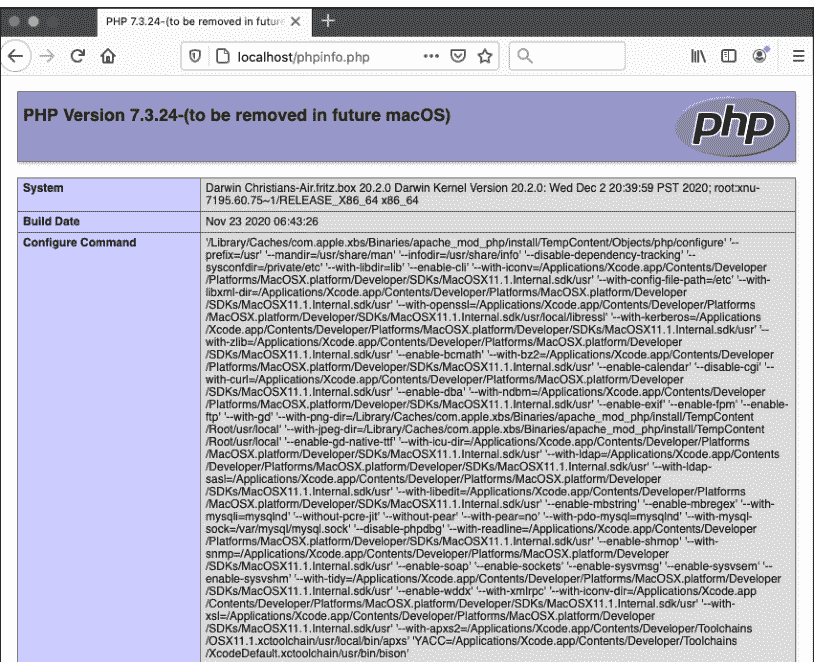 PHP 7.3.24-(to be removed in future
localhost/phpinfo.php
PHP Version 7.3.24-(to be removed in future macOS)
php
System
Darwin Christians-Air.fritz.box 20.2.0 Darwin Kernel Version 20.2.0: Wed Dec 2 20:39:59 PST 2020; root:xnu-
7195.60.75~1/RELEASE_X86_64 x86_64
Build Date
Nov 23 2020 06:43:26
Configure Command
'/Library/Caches/com.apple.xbs/Binaries/apache_mod_php/install/TempContent/Objects/php/configure' '--
prefix=/usr' '--mandir=/usr/share/man' '--infodir=/usr/share/info' '--disable-dependency-tracking' '--
sysconfdir=/private/etc' '--with-libdir=lib' '--enable-cli' '--with-iconv=/Applications/Xcode.app/Contents/Developer
/Platforms/MacOSX.platform/Developer/SDKs/MacOSX11.1.Internal.sdk/usr' '--with-config-file-path=/etc' '--with-
libxml-dir=/Applications/Xcode.app/Contents/Developer/Platforms/MacOSX.platform/Developer
/SDKs/MacOSX11.1.Internal.sdk/usr' '--with-openssl=/Applications/Xcode.app/Contents/Developer/Platforms
/MacOSX.platform/Developer/SDKs/MacOSX11.1.Internal.sdk/usr/local/libressl' '--with-kerberos=/Applications
/Xcode.app/Contents/Developer/Platforms/MacOSX.platform/Developer/SDKs/MacOSX11.1.Internal.sdk/usr' '--
with-zlib=/Applications/Xcode.app/Contents/Developer/Platforms/MacOSX.platform/Developer
/SDKs/MacOSX11.1.Internal.sdk/usr' '--enable-bcmath' '--with-bz2=/Applications/Xcode.app/Contents/Developer
/Platforms/MacOSX.platform/Developer/SDKs/MacOSX11.1.Internal.sdk/usr' '--enable-calendar' '--disable-cgi' '--
with-curl=/Applications/Xcode.app/Contents/Developer/Platforms/MacOSX.platform/Developer
/SDKs/MacOSX11.1.Internal.sdk/usr' '--enable-dba' '--with-ndbm=/Applications/Xcode.app/Contents/Developer
/Platforms/MacOSX.platform/Developer/SDKs/MacOSX11.1.Internal.sdk/usr' '--enable-exif' '--enable-fpm' '--enable-
ftp' '--with-gd' '--with-png-dir=/Library/Caches/com.apple.xbs/Binaries/apache_mod_php/install/TempContent
/Root/usr/local' '--with-jpeg-dir=/Library/Caches/com.apple.xbs/Binaries/apache_mod_php/install/TempContent
/Root/usr/local' '--enable-gd-native-ttf' '--with-icu-dir=/Applications/Xcode.app/Contents/Developer/Platforms
/MacOSX.platform/Developer/SDKs/MacOSX11.1.Internal.sdk/usr' '--with-ldap=/Applications/Xcode.app/Contents
/Developer/Platforms/MacOSX.platform/Developer/SDKs/MacOSX11.1.Internal.sdk/usr' '--with-ldap-
sasl=/Applications/Xcode.app/Contents/Developer/Platforms/MacOSX.platform/Developer
/SDKs/MacOSX11.1.Internal.sdk/usr' '--with-libedit=/Applications/Xcode.app/Contents/Developer/Platforms
/MacOSX.platform/Developer/SDKs/MacOSX11.1.Internal.sdk/usr' '--enable-mbstring' '--enable-mbregex' '--with-
mysqli=mysqlnd' '--without-pcre-jit' '--without-pear' '--with-pear=no' '--with-pdo-mysql=mysqlnd' '--with-mysql-
sock=/var/mysql/mysql.sock' '--disable-phpdbg' '--with-readline=/Applications/Xcode.app/Contents/Developer
/Platforms/MacOSX.platform/Developer/SDKs/MacOSX11.1.Internal.sdk/usr' '--enable-shmop' '--with-
snmp=/Applications/Xcode.app/Contents/Developer/Platforms/MacOSX.platform/Developer
/SDKs/MacOSX11.1.Internal.sdk/usr' '--enable-soap' '--enable-sockets' '--enable-sysvmsg' '--enable-sysvsem' '--
enable-sysvshm' '--with-tidy=/Applications/Xcode.app/Contents/Developer/Platforms/MacOSX.platform/Developer
/SDKs/MacOSX11.1.Internal.sdk/usr' '--enable-wddx' '--with-xmlrpc' '--with-iconv-dir=/Applications/Xcode.app
/Contents/Developer/Platforms/MacOSX.platform/Developer/SDKs/MacOSX11.1.Internal.sdk/usr' '--with-
xsl=/Applications/Xcode.app/Contents/Developer/Platforms/MacOSX.platform/Developer
/SDKs/MacOSX11.1.Internal.sdk/usr' '--with-apxs2=/Applications/Xcode.app/Contents/Developer/Toolchains
/OSX11.1.xctoolchain/usr/local/bin/apxs' 'YACC=/Applications/Xcode.app/Contents/Developer/Toolchains
/XcodeDefault.xctoolchain/usr/bin/bison'